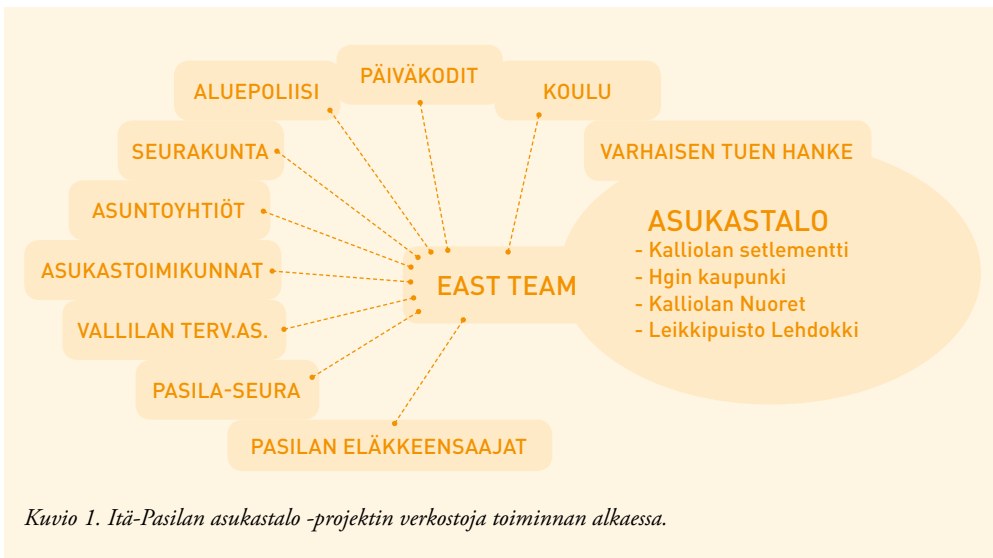 PÄIVÄKODIT
ALUEPOLIISI
KOULU
SEURAKUNTA
VARHAISEN TUEN HANKE
ASUNTOYHTIÖT
ASUKASTALO
- Kalliolan setlementti
- Hgin kaupunki
- Kalliolan Nuoret
- Leikkipuisto Lehdokki
ASUKASTOIMIKUNNAT
EAST TEAM
VALLILAN TERV.AS.
PASILA-SEURA
PASILAN ELÄKKEENSAAJAT
Kuvio 1. Itä-Pasilan asukastalo -projektin verkostoja toiminnan alkaessa.